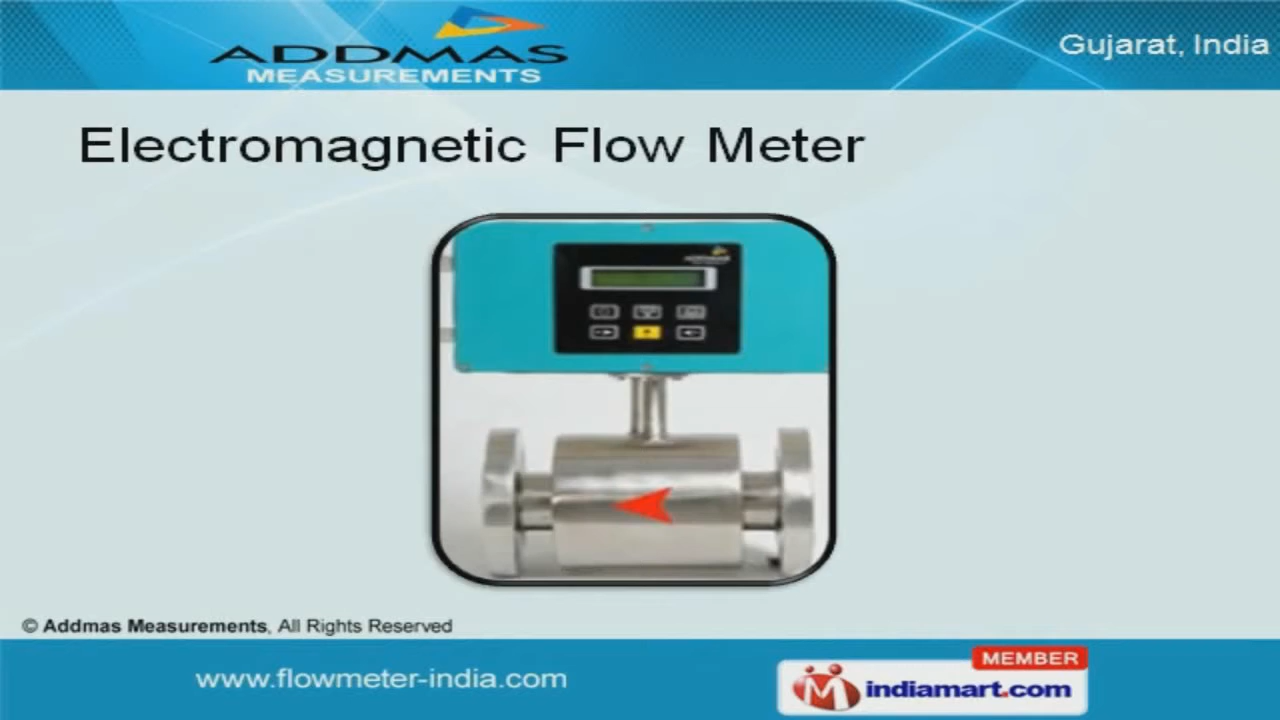 ADDMAS
MEASUREMENTS
Gujarat, India
Electromagnetic Flow Meter
ADDMAS
© Addmas Measurements, All Rights Reserved
www.flowmeter-india.com
MEMBER
indiamart.com